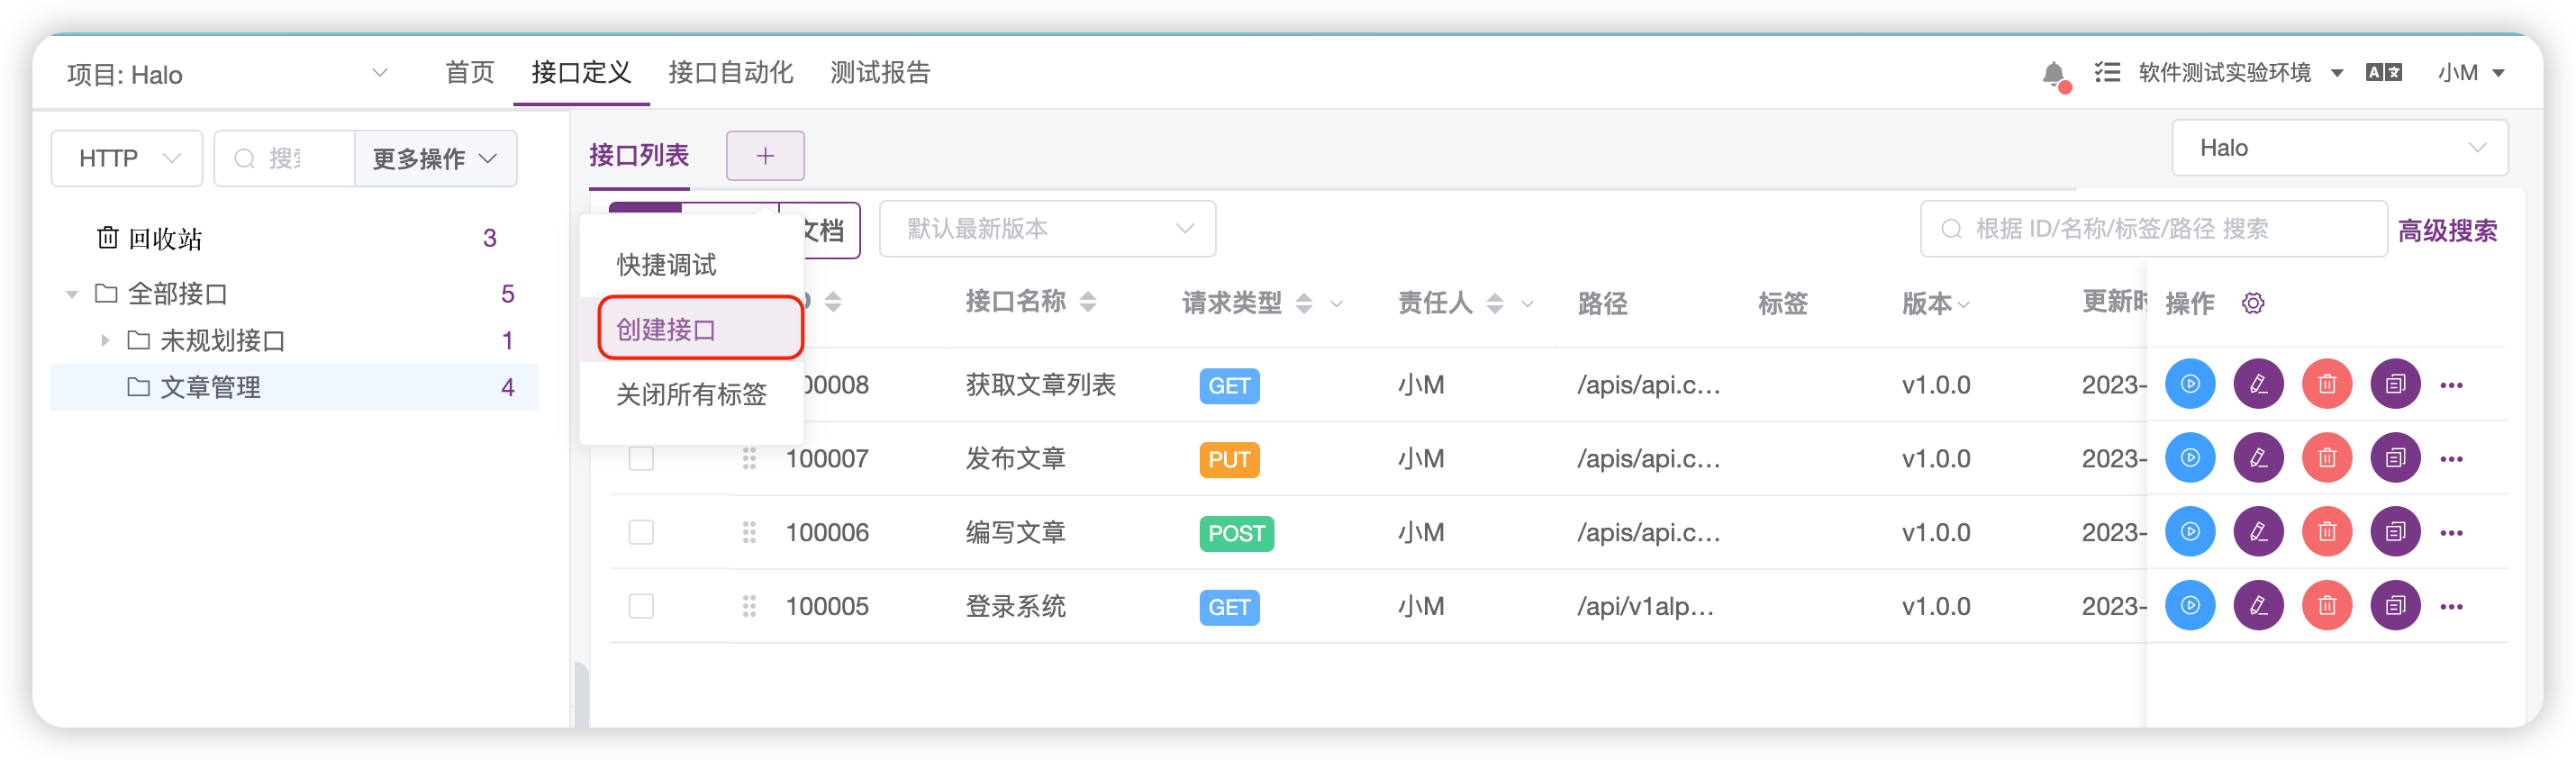 项目: Halo
首页 接口定义 接口自动化 测试报告
软件测试实验环境
小M
HTTP
更多操作
回收站 3
全部接口 5
未规划接口 1
文章管理 4
接口列表 +
Halo
文档
默认最新版本
根据 ID/名称/标签/路径 搜索
高级搜索
快捷调试
创建接口
关闭所有标签
接口名称 请求类型 责任人 路径 标签 版本 更新时 操作
00008 获取文章列表 GET 小M /apis/api.c... v1.0.0 2023-
100007 发布文章 PUT 小M /apis/api.c... v1.0.0 2023-
100006 编写文章 POST 小M /apis/api.c... v1.0.0 2023-
100005 登录系统 GET 小M /api/v1alp... v1.0.0 2023-